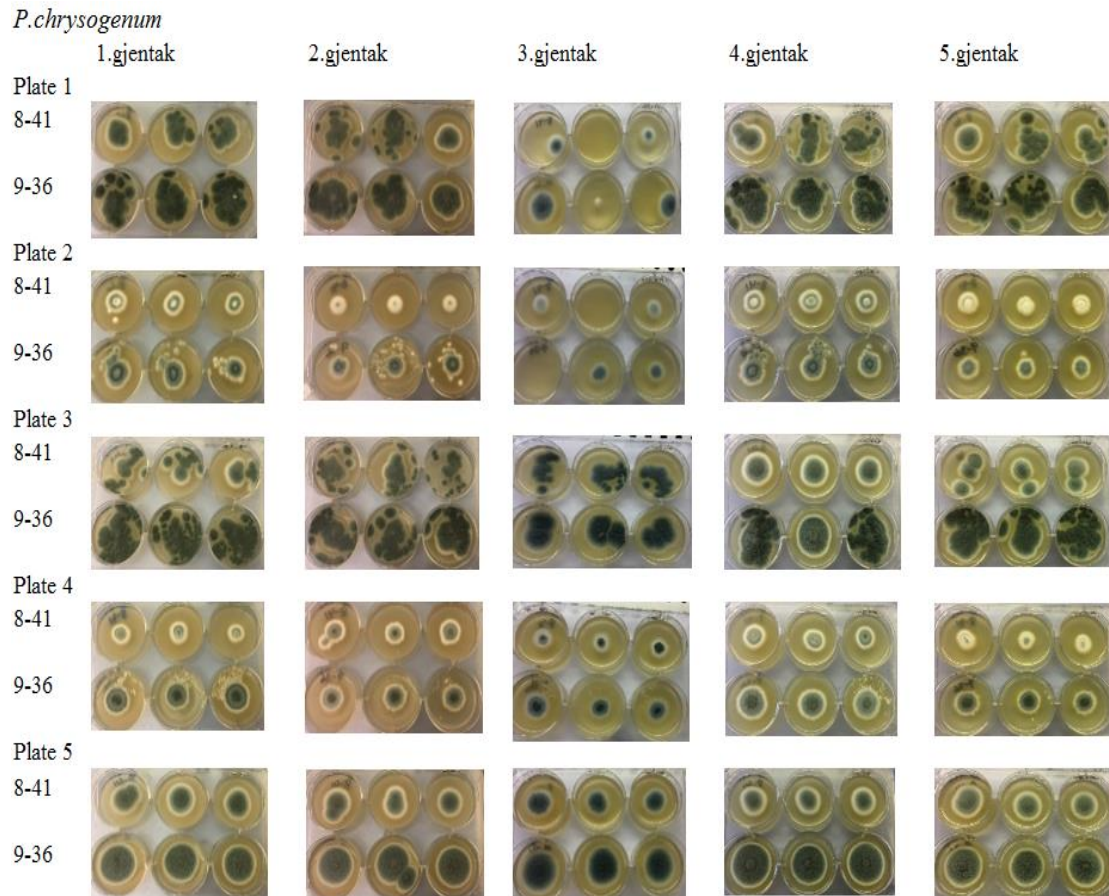 P.chrysogenum
1.gjentak 2.gjentak 3.gjentak 4.gjentak 5.gjentak
Plate 1
8-41
9-36
Plate 2
8-41
9-36
Plate 3
8-41
9-36
Plate 4
8-41
9-36
Plate 5
8-41
9-36